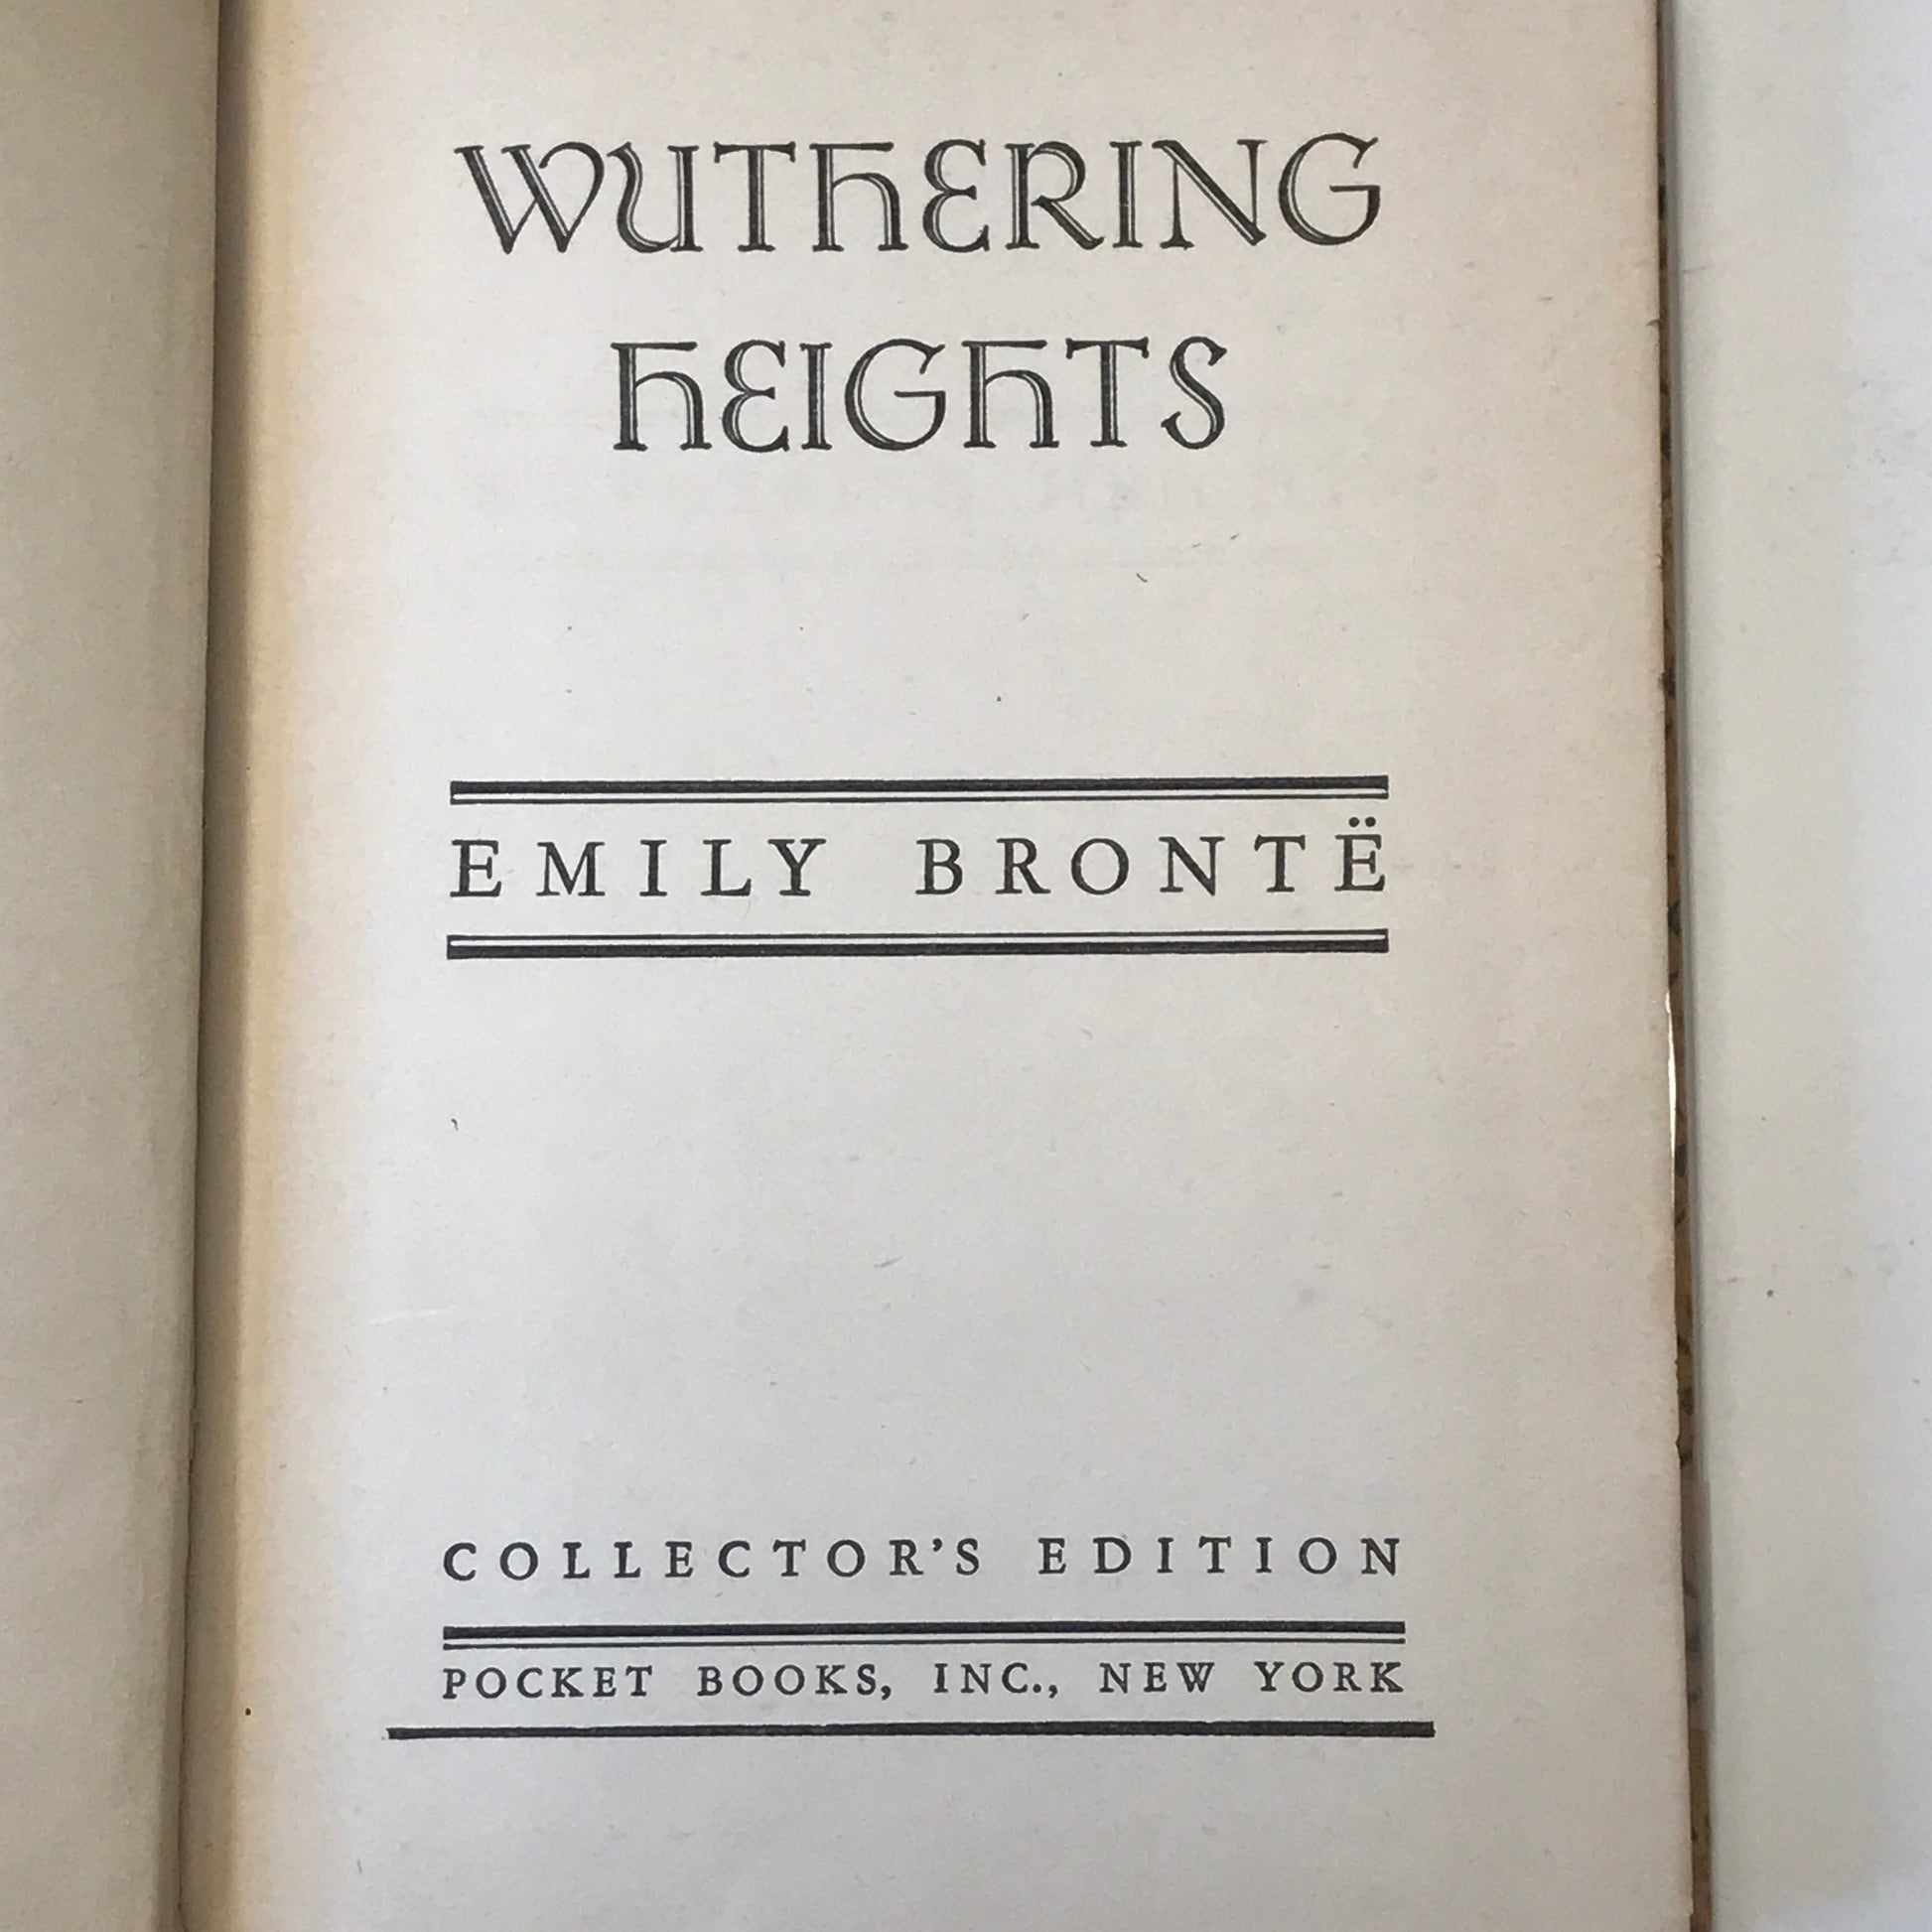 WUTHERING
HEIGHTS
EMILY BRONTË
COLLECTOR'S EDITION
POCKET BOOKS, INC., NEW YORK